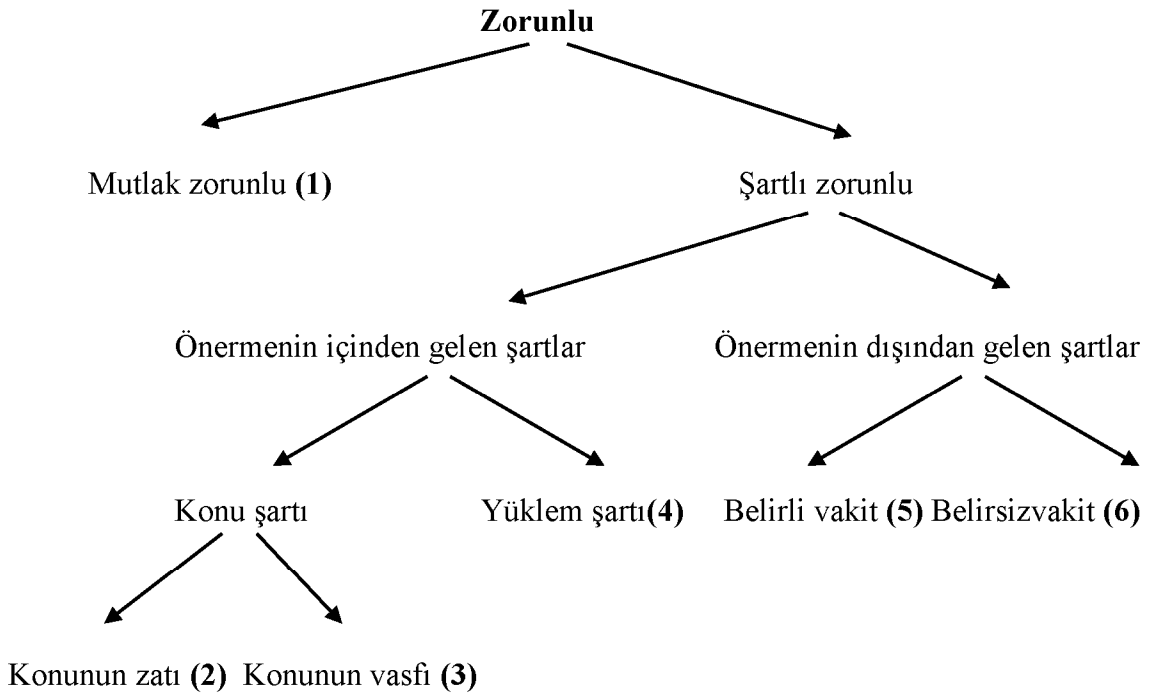 Zorunlu
Mutlak zorunlu (1)
Şartlı zorunlu
Önermenin içinden gelen şartlar
Önermenin dışından gelen şartlar
Konu şartı
Yüklem şartı(4)
Belirli vakit (5)
Belirsizvakit (6)
Konunun zatı (2)
Konunun vasfı (3)